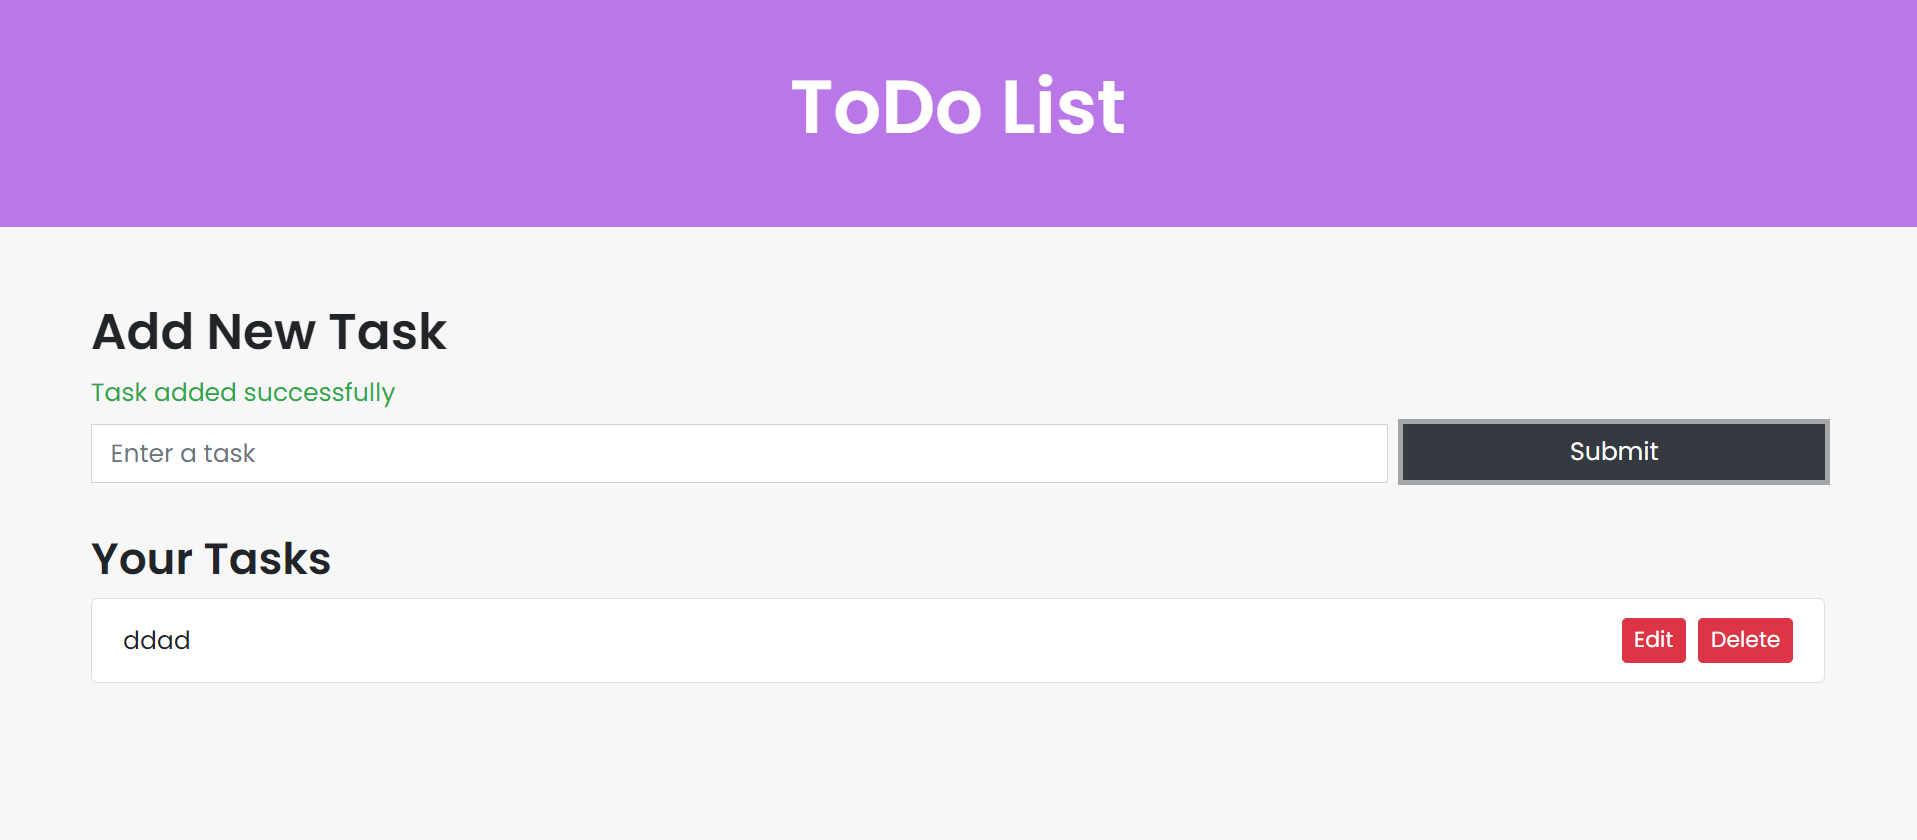 ToDo List
Add New Task
Task added successfully
Enter a task
Submit
Your Tasks
ddad
Edit
Delete